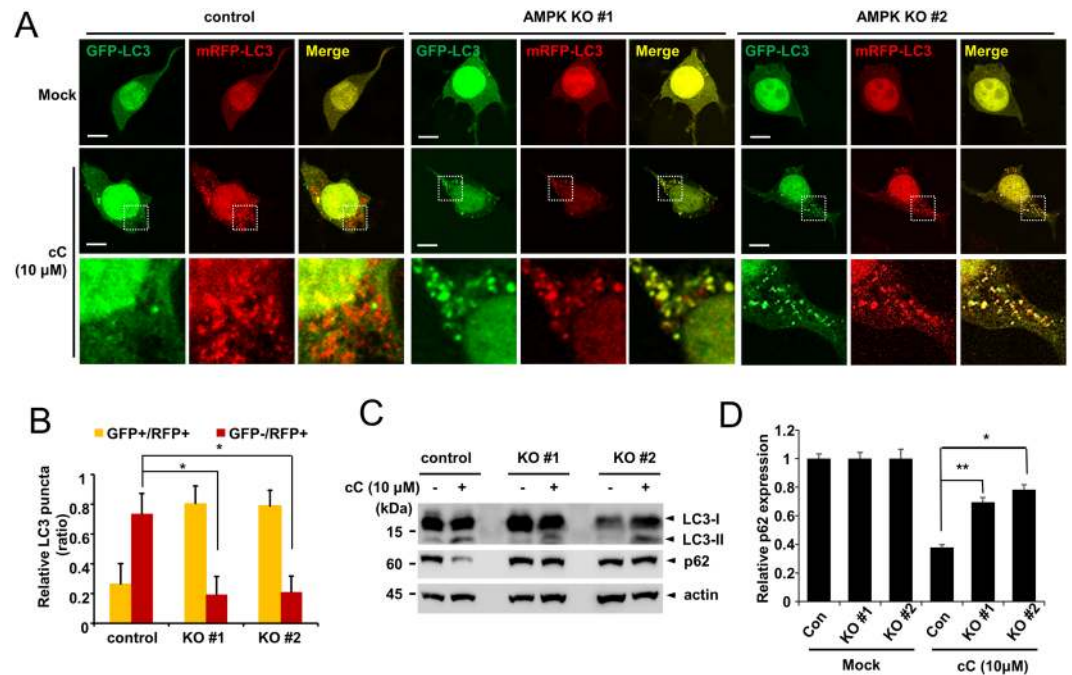 A
control AMPK KO #1 AMPK KO #2
GFP-LC3 mRFP-LC3 Merge GFP-LC3 mRFP-LC3 Merge GFP-LC3 mRFP-LC3 Merge
Mock
cC
(10 µM)
B
GFP+/RFP+ GFP-/RFP+
*
*
Relative LC3 puncta
(ratio)
1
0.8
0.6
0.4
0.2
0
control KO #1 KO #2
C
control KO #1 KO #2
cC (10 µM) - + - + - +
(kDa)
LC3-I
15
LC3-II
60 p62
45 actin
D
Relative p62 expression
1.2
1
0.8
0.6
0.4
0.2
0
*
**
Con KO #1 KO #2 Con KO #1 KO #2
Mock cC (10µM)